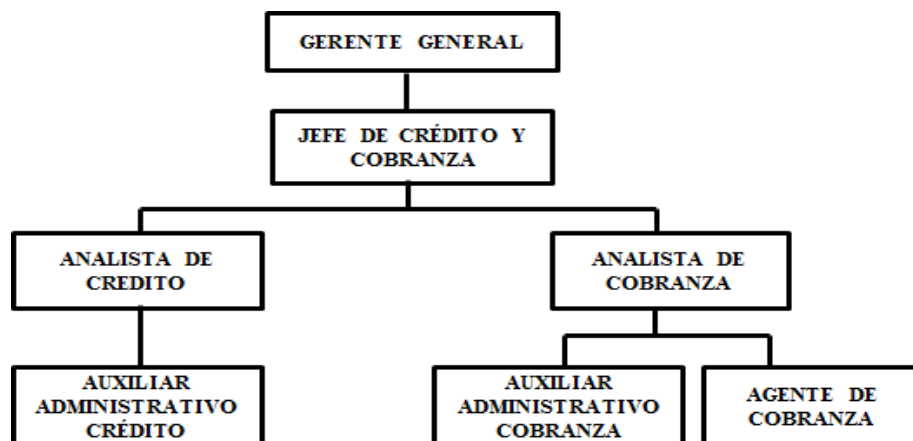 GERENTE GENERAL
JEFE DE CRÉDITO Y
COBRANZA
ANALISTA DE
CREDITO
ANALISTA DE
COBRANZA
AUXILIAR
ADMINISTRATIVO
CRÉDITO
AUXILIAR
ADMINISTRATIVO
COBRANZA
AGENTE DE
COBRANZA